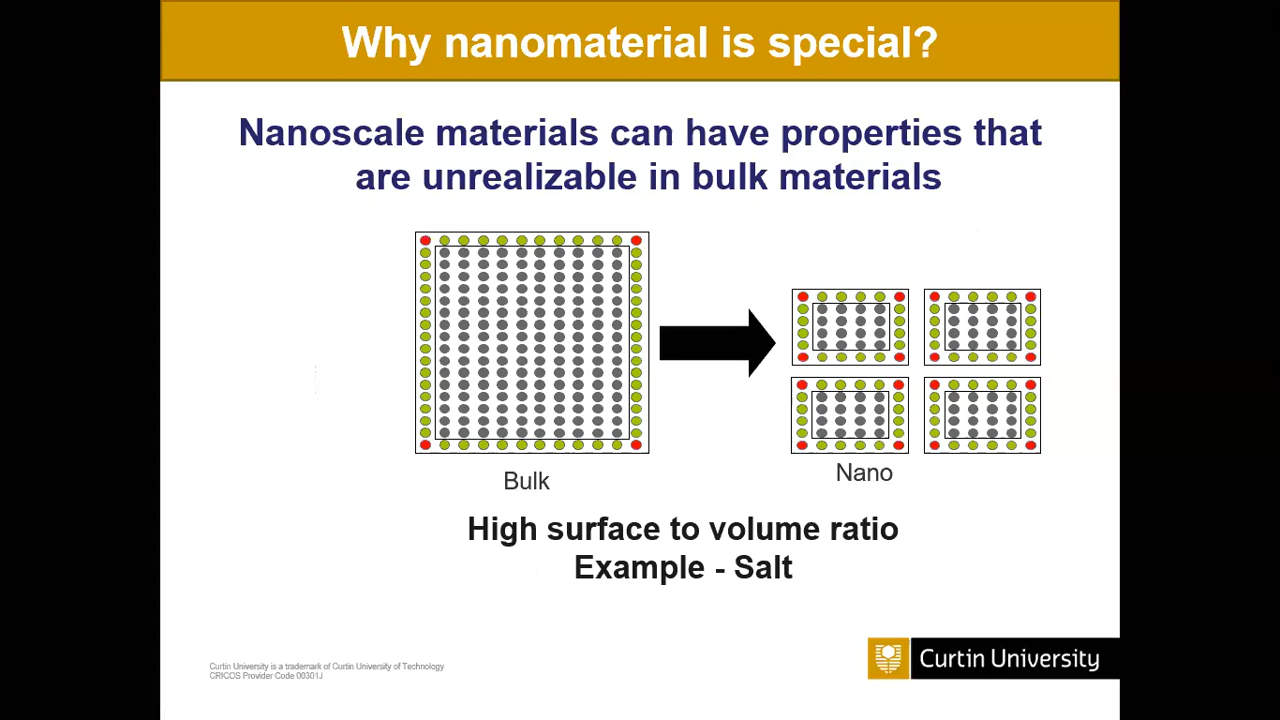 Why nanomaterial is special?
Nanoscale materials can have properties that
are unrealizable in bulk materials
Bulk
Nano
High surface to volume ratio
Example - Salt
Curtin University is a trademark of Curtin University of Technology
CRICOS Provider Code 00301J
Curtin University